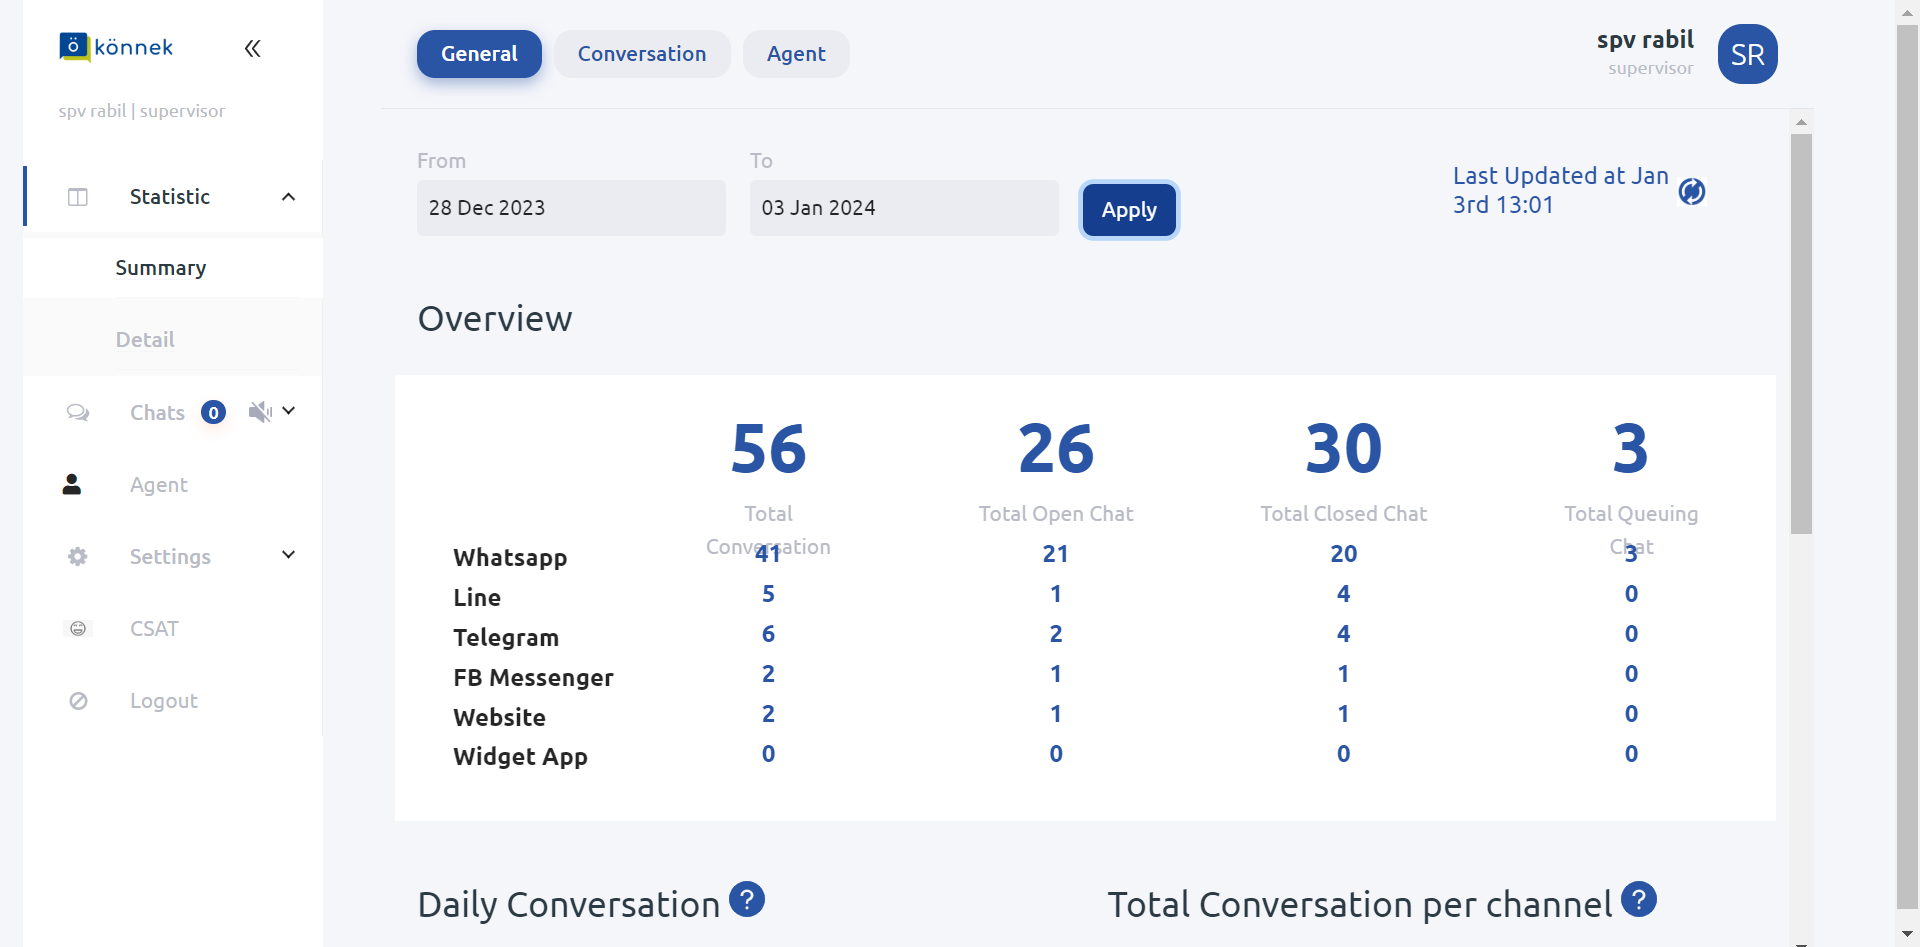 könnek
spv rabil | supervisor
Statistic
Summary
Detail
Chats 0
Agent
Settings
CSAT
Logout
General Conversation Agent
spv rabil
supervisor
SR
From To
28 Dec 2023 03 Jan 2024 Apply
Last Updated at Jan
3rd 13:01
Overview
56 26 30 3
Total Total Open Chat Total Closed Chat Total Queuing
Conversation Chat
Whatsapp 41 21 20 3
Line 5 1 4 0
Telegram 6 2 4 0
FB Messenger 2 1 1 0
Website 2 1 1 0
Widget App 0 0 0 0
Daily Conversation ? Total Conversation per channel ?